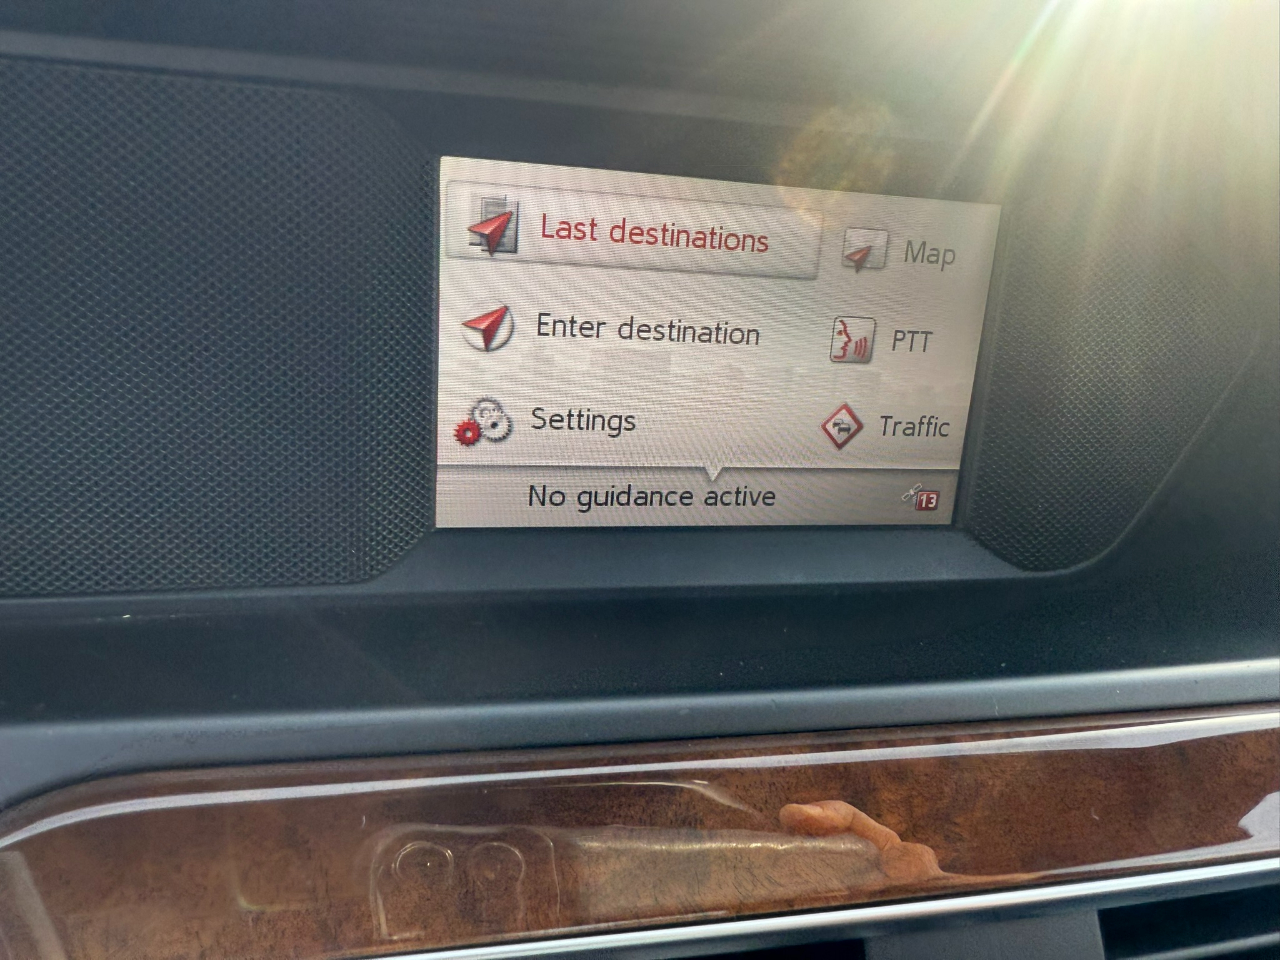 Last destinations
Map
Enter destination
PTT
Settings
Traffic
No guidance active
13